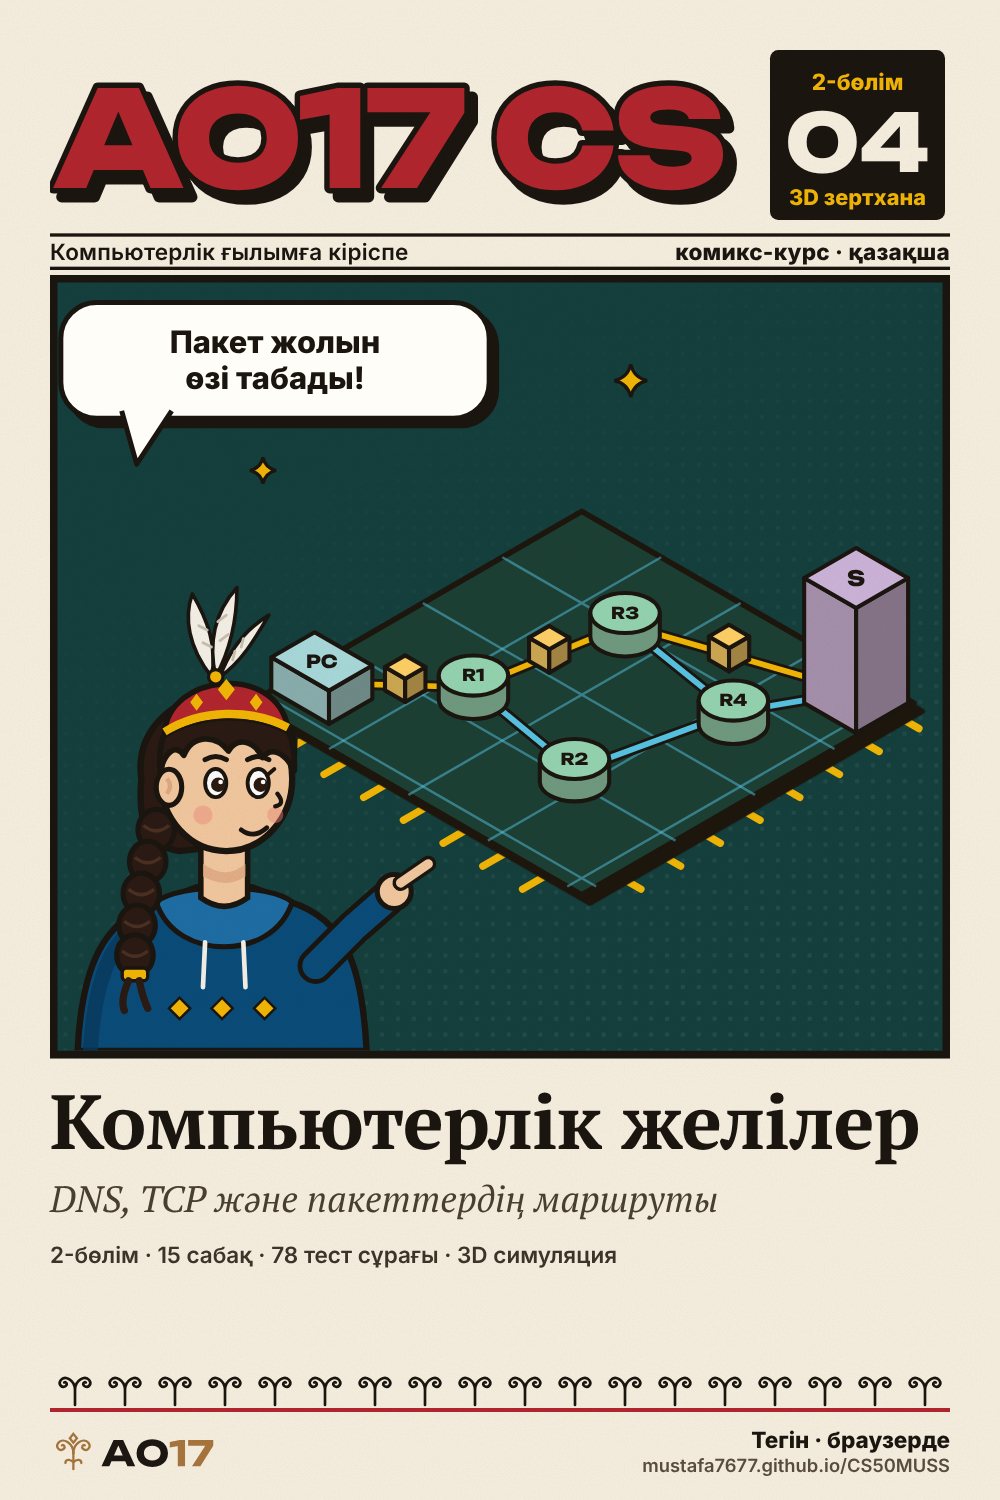 AO17 CS
2-бөлім
04
3D зертхана
Компьютерлік ғылымға кіріспе
комикс-курс · қазақша
Пакет жолын
өзі табады!
S
R3
PC
R1
R4
R2
Компьютерлік желілер
DNS, TCP және пакеттердің маршруты
2-бөлім · 15 сабақ · 78 тест сұрағы · 3D симуляция
AO17
Тегін · браузерде
mustafa7677.github.io/CS50MUSS